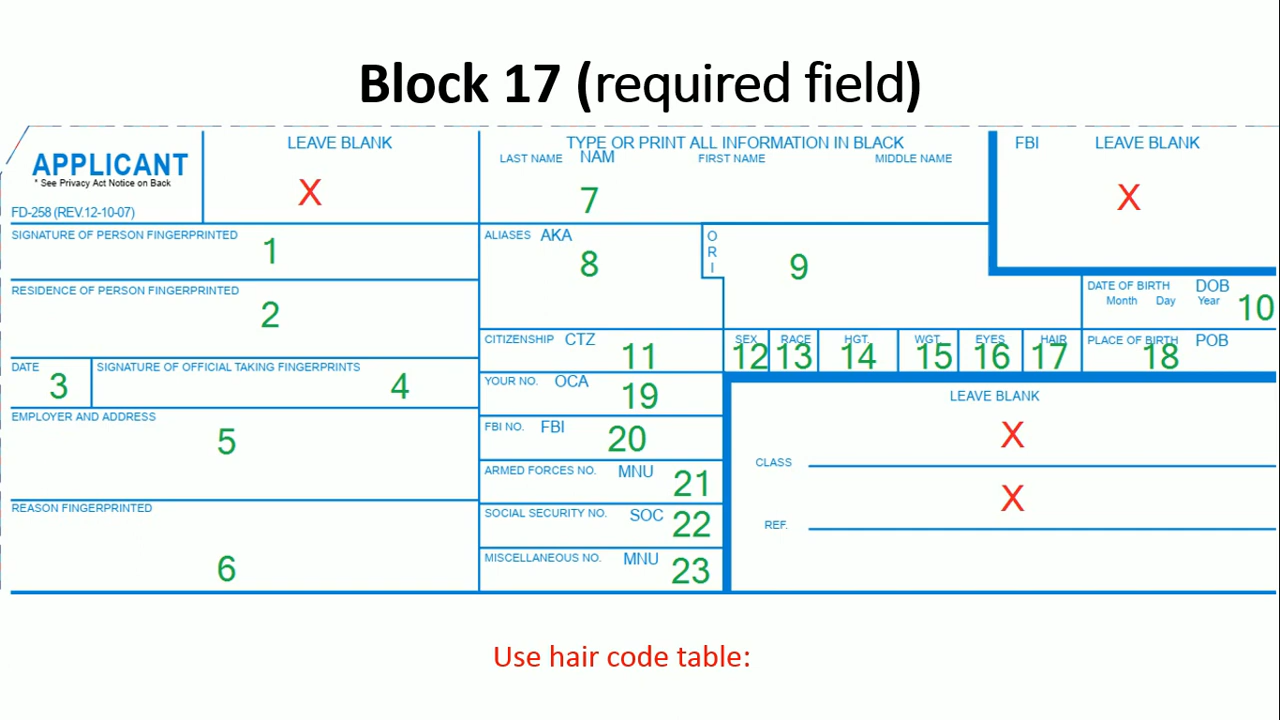 Block 17 (required field)
APPLICANT
* See Privacy Act Notice on Back
FD-258 (REV.12-10-07)
LEAVE BLANK
X
TYPE OR PRINT ALL INFORMATION IN BLACK
LAST NAME NAM FIRST NAME MIDDLE NAME
7
FBI LEAVE BLANK
X
SIGNATURE OF PERSON FINGERPRINTED
1
RESIDENCE OF PERSON FINGERPRINTED
2
DATE
3
SIGNATURE OF OFFICIAL TAKING FINGERPRINTS
4
EMPLOYER AND ADDRESS
5
REASON FINGERPRINTED
6
ALIASES AKA
8
O
R
I
9
DATE OF BIRTH DOB
Month Day Year
10
CITIZENSHIP CTZ
11
SEX
12
RACE
13
HGT.
14
WGT.
15
EYES
16
HAIR
17
PLACE OF BIRTH POB
18
YOUR NO. OCA
19
FBI NO. FBI
20
ARMED FORCES NO. MNU
21
SOCIAL SECURITY NO. SOC
22
MISCELLANEOUS NO. MNU
23
LEAVE BLANK
X
CLASS
X
REF.
Use hair code table: